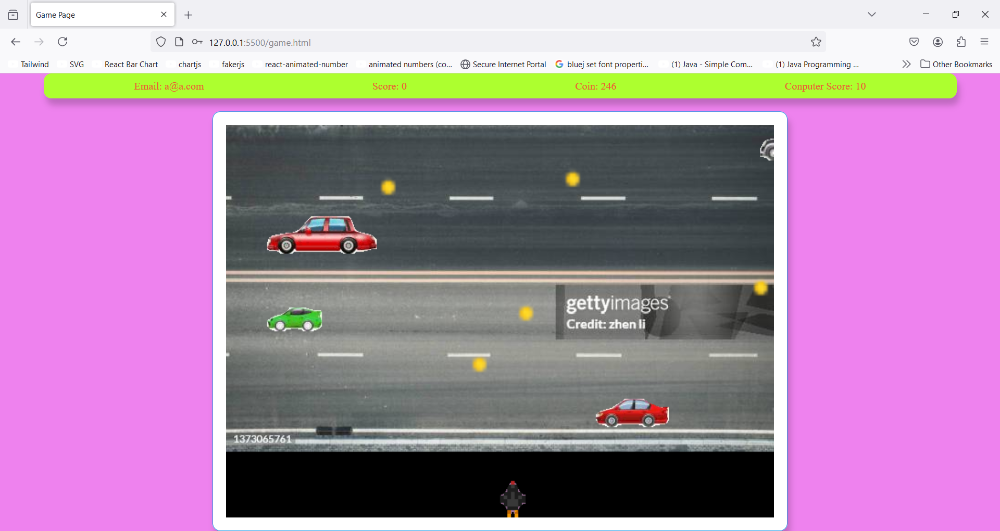 Game Page
127.0.0.1:5500/game.html
Tailwind
SVG
React Bar Chart
chartjs
fakerjs
react-animated-number
animated numbers (co...
Secure Internet Portal
bluej set font properti...
(1) Java - Simple Com...
(1) Java Programming ...
Other Bookmarks
Email: a@a.com
Score: 0
Coin: 246
Conputer Score: 10
gettyimages
Credit: zhen li
1373065761